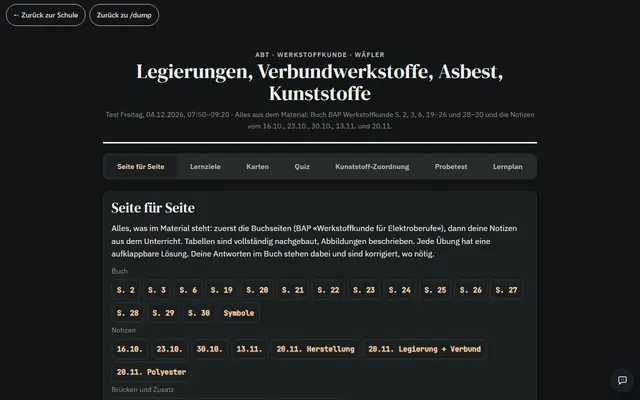 ← Zurück zur Schule
Zurück zu /dump
ABT · WERKSTOFFKUNDE · WÄFLER
Legierungen, Verbundwerkstoffe, Asbest,
Kunststoffe
Test Freitag, 04.12.2026, 07:50–09:20 · Alles aus dem Material: Buch BAP Werkstoffkunde S. 2, 3, 6, 19–26 und 28–30 und die Notizen
vom 16.10., 23.10., 30.10., 13.11. und 20.11.
Seite für Seite
Lernziele
Karten
Quiz
Kunststoff-Zuordnung
Probetest
Lernplan
Seite für Seite
Alles, was im Material steht: zuerst die Buchseiten (BAP «Werkstoffkunde für Elektroberufe»), dann deine Notizen
aus dem Unterricht. Tabellen sind vollständig nachgebaut, Abbildungen beschrieben. Jede Übung hat eine
aufklappbare Lösung. Deine Antworten im Buch stehen dabei und sind korrigiert, wo nötig.
Buch
S. 2 S. 3 S. 6 S. 19 S. 20 S. 21 S. 22 S. 23 S. 24 S. 25 S. 26 S. 27
S. 28 S. 29 S. 30 Symbole
Notizen
16.10. 23.10. 30.10. 13.11. 20.11. Herstellung 20.11. Legierung + Verbund
20.11. Polyester
Brücken und Zusatz